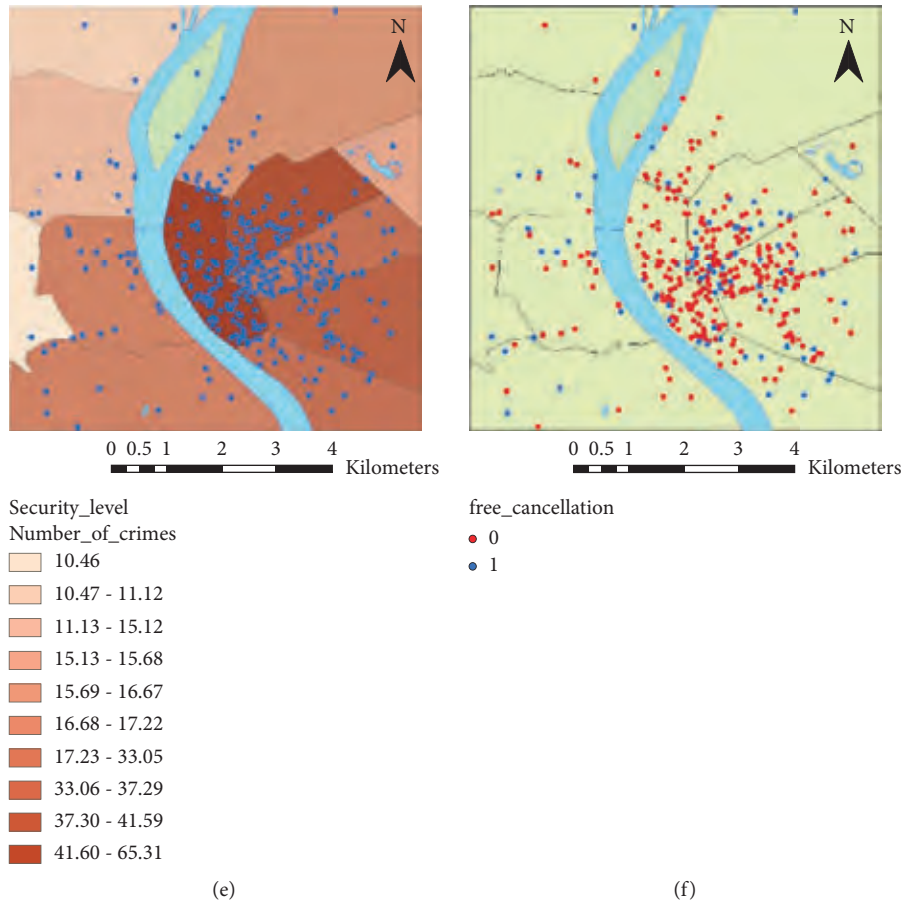 N
N
0 0.5 1 2 3 4
Kilometers
0 0.5 1 2 3 4
Kilometers
Security_level
Number_of_crimes
10.46
10.47 - 11.12
11.13 - 15.12
15.13 - 15.68
15.69 - 16.67
16.68 - 17.22
17.23 - 33.05
33.06 - 37.29
37.30 - 41.59
41.60 - 65.31
free_cancellation
0
1
(e)
(f)